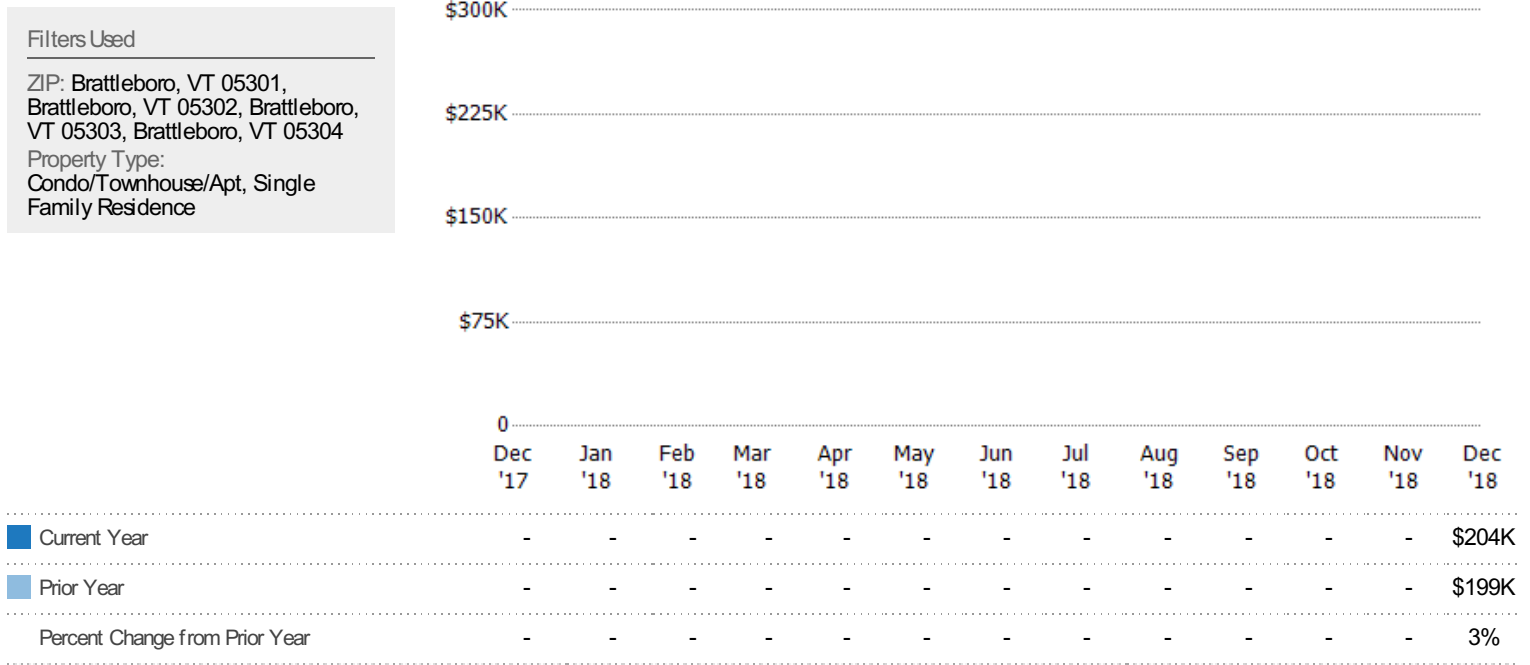 Filters Used
ZIP: Brattleboro, VT 05301,
Brattleboro, VT 05302, Brattleboro,
VT 05303, Brattleboro, VT 05304
Property Type:
Condo/Townhouse/Apt, Single
Family Residence
$300K
$225K
$150K
$75K
0
Dec Jan Feb Mar Apr May Jun Jul Aug Sep Oct Nov Dec
'17 '18 '18 '18 '18 '18 '18 '18 '18 '18 '18 '18 '18
Current Year - - - - - - - - - - - - $204K
Prior Year - - - - - - - - - - - - $199K
Percent Change from Prior Year - - - - - - - - - - - - 3%